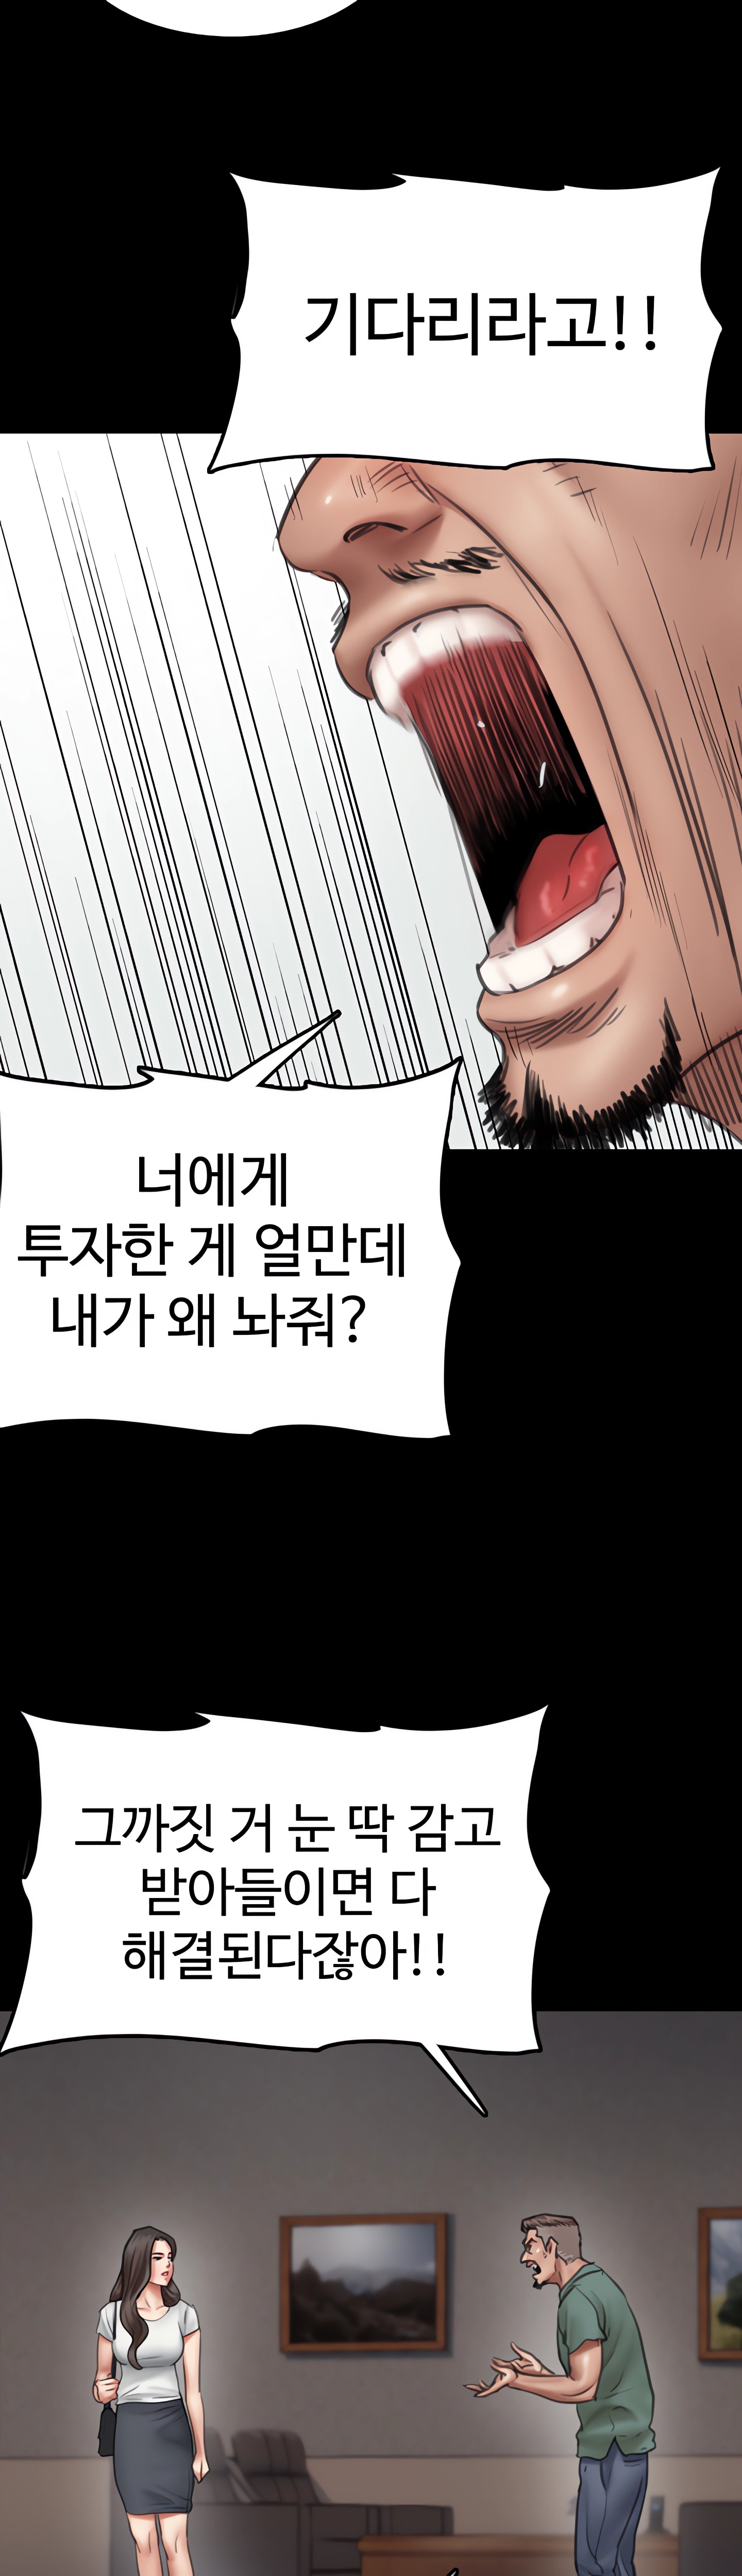 기다리라고!!
너에게
투자한 게 얼만데
내가 왜 놔줘?
그까짓 거 눈 딱 감고
받아들이면 다
해결된다잖아!!